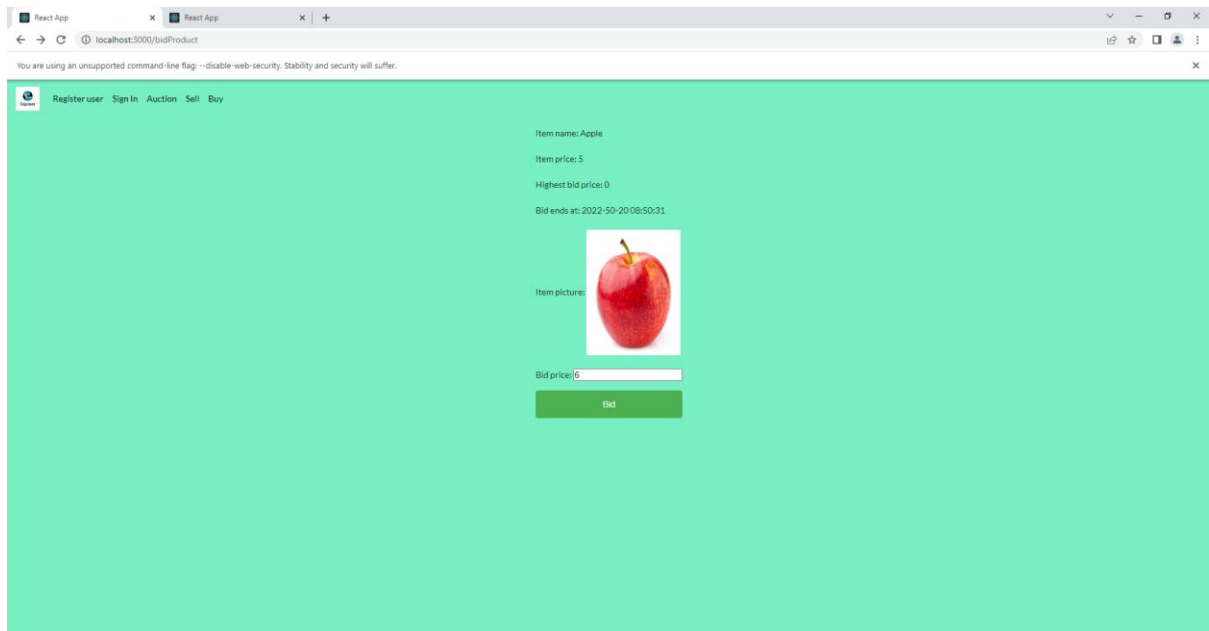 React App
React App
localhost:3000/bidProduct
You are using an unsupported command-line flag: --disable-web-security. Stability and security will suffer.
Register user Sign In Auction Sell Buy
Item name: Apple
Item price: 5
Highest bid price: 0
Bid ends at: 2022-50-20 08:50:31
Item picture:
Bid price: 6
Bid